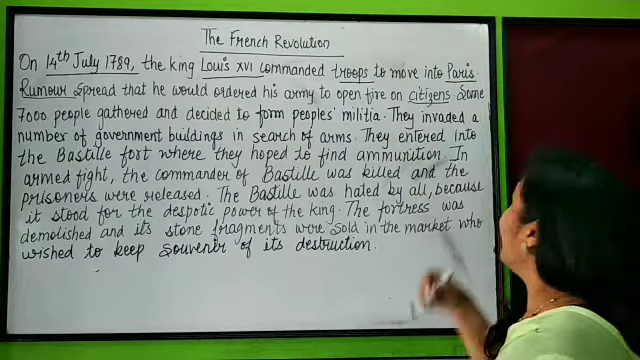 The French Revolution
On 14th July 1789, the king Louis XVI commanded troops to move into Paris.
Rumour spread that he would ordered his army to open fire on citizens. Some
7000 people gathered and decided to form peoples' militia. They invaded a
number of government buildings in search of arms. They entered into
the Bastille fort where they hoped to find ammunition. In
armed fight, the commander of Bastille was killed and the
prisoners were released. The Bastille was hated by all, because
it stood for the despotic power of the king. The fortress was
demolished and its stone fragments were sold in the market who
wished to keep souvenir of its destruction.